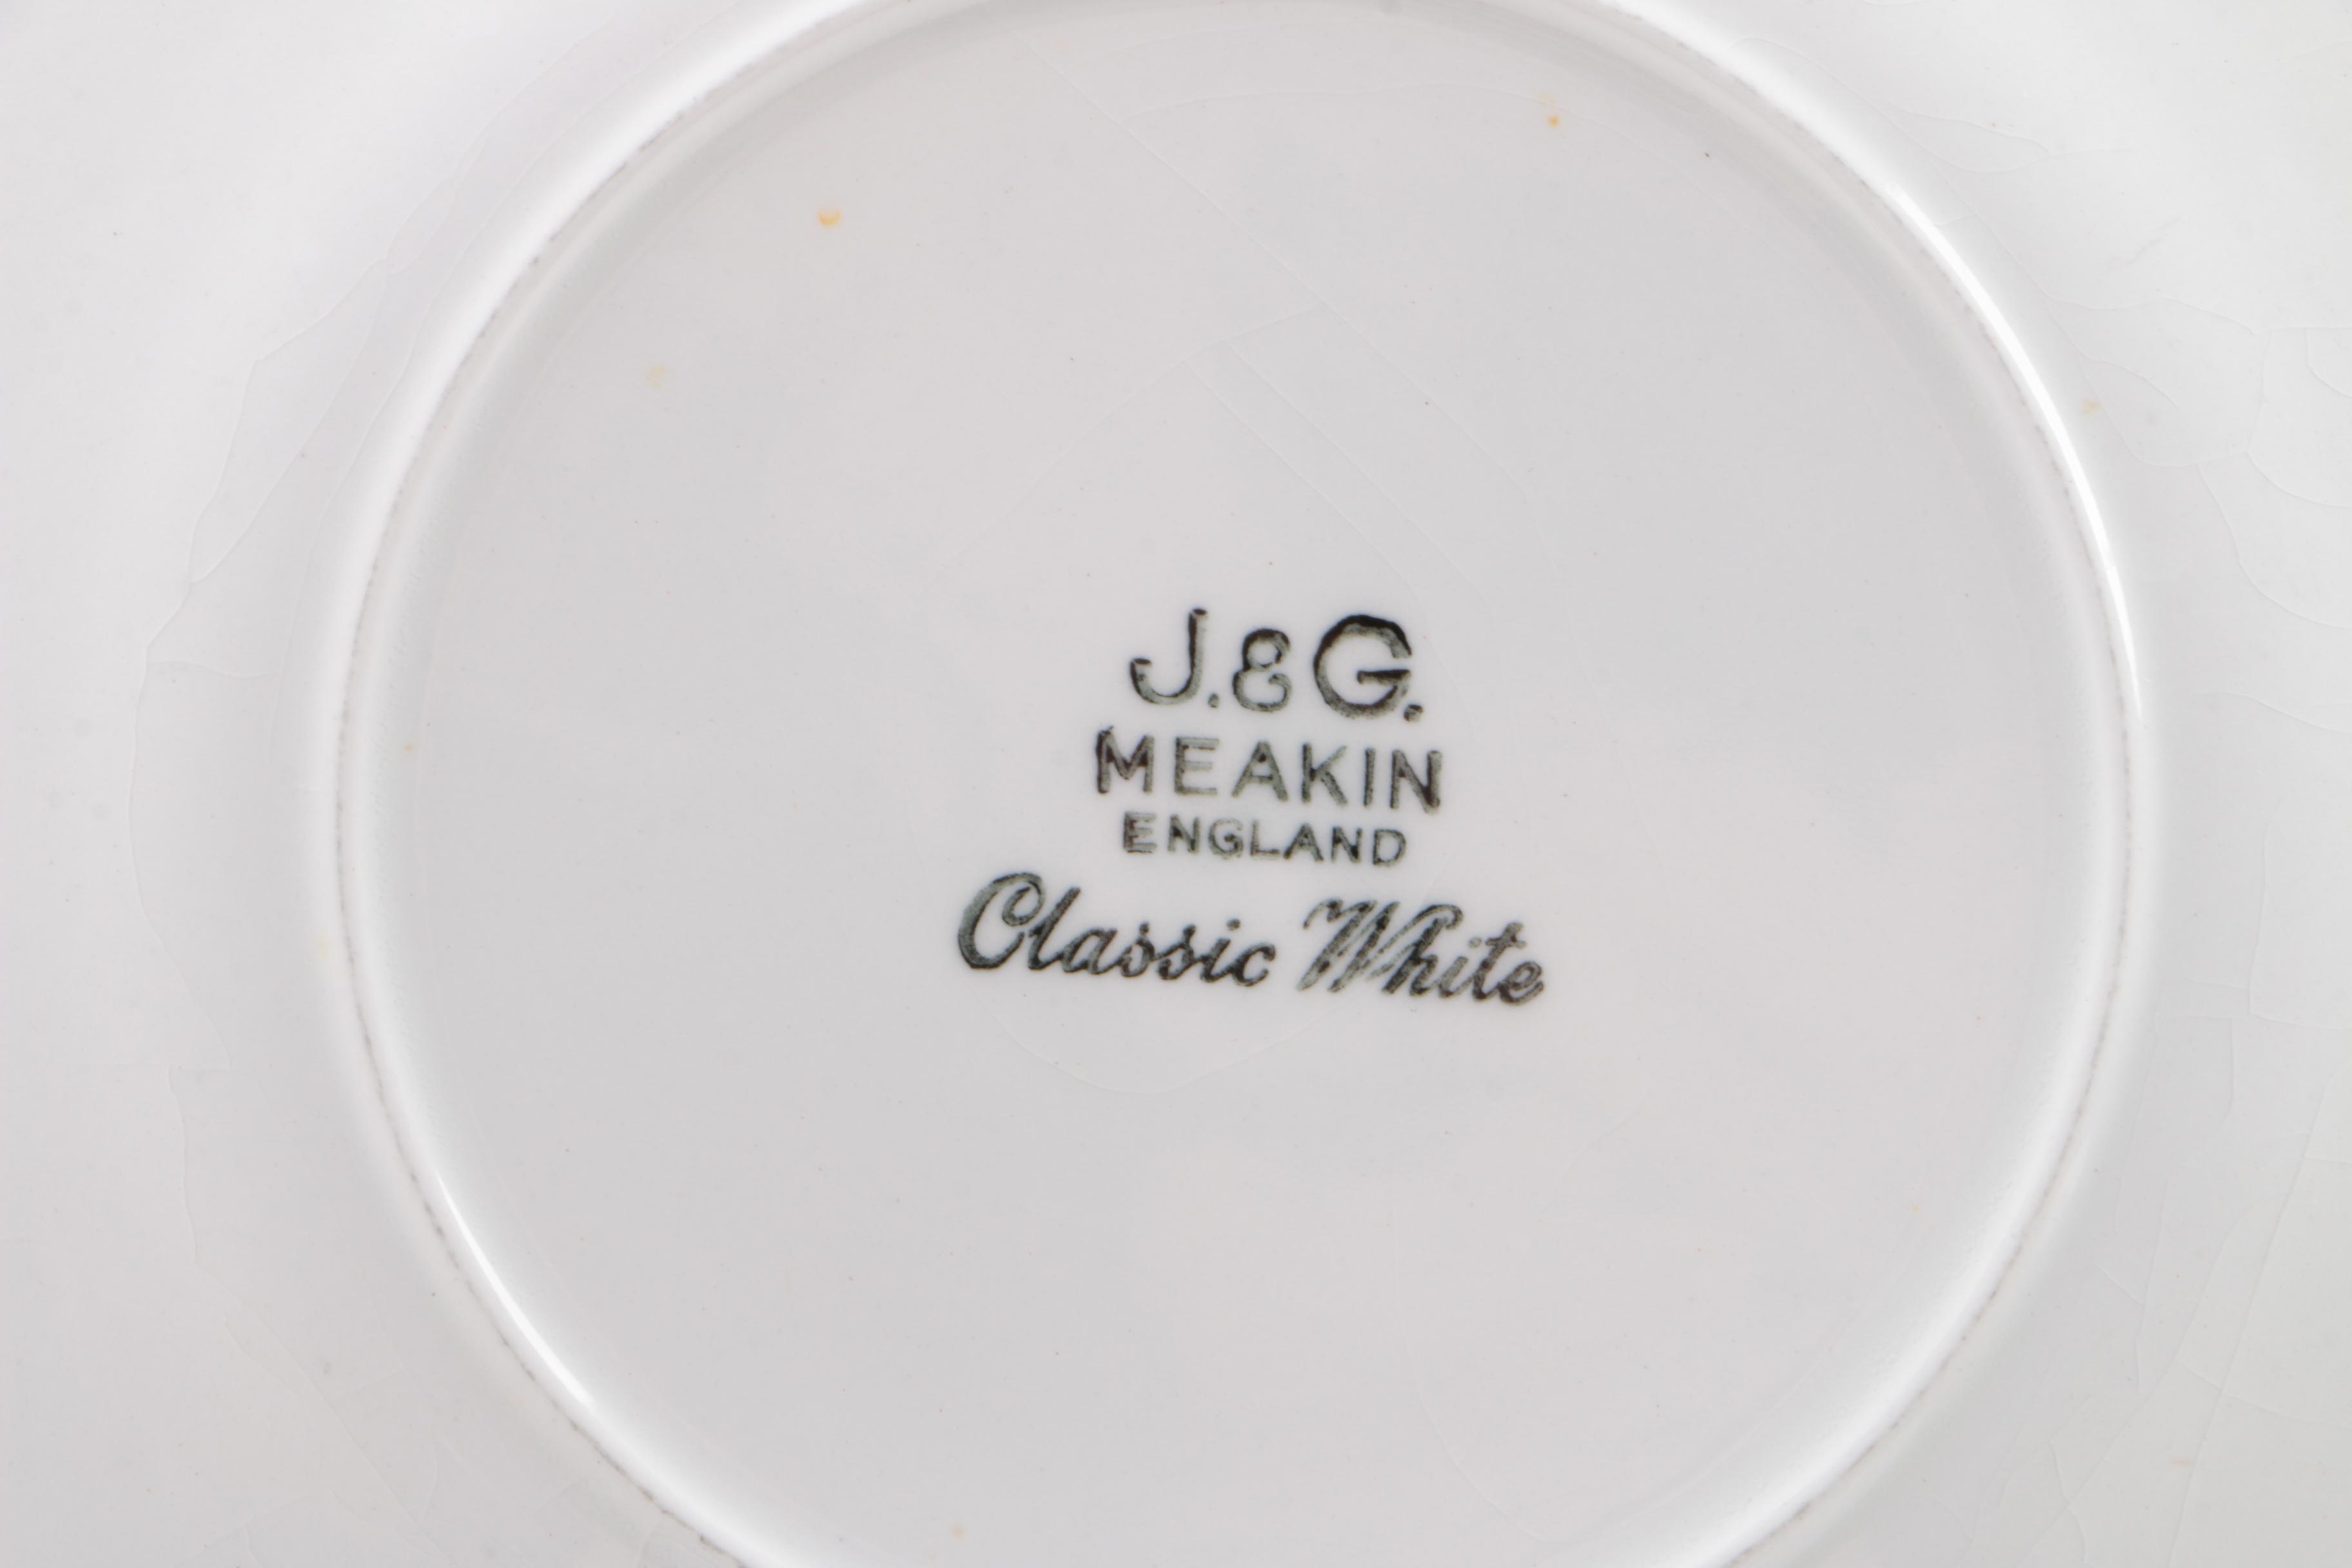 J. & G.
MEAKIN
ENGLAND
Classic White